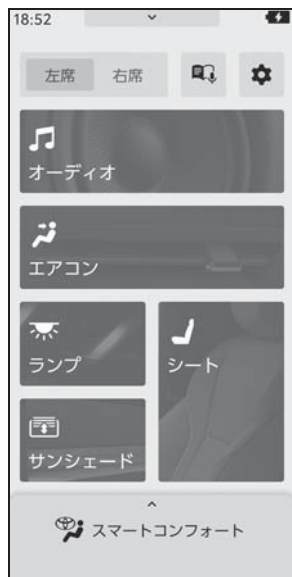 18:52
左席 右席
オーディオ
エアコン
ランプ
シート
サンシェード
スマートコンフォート